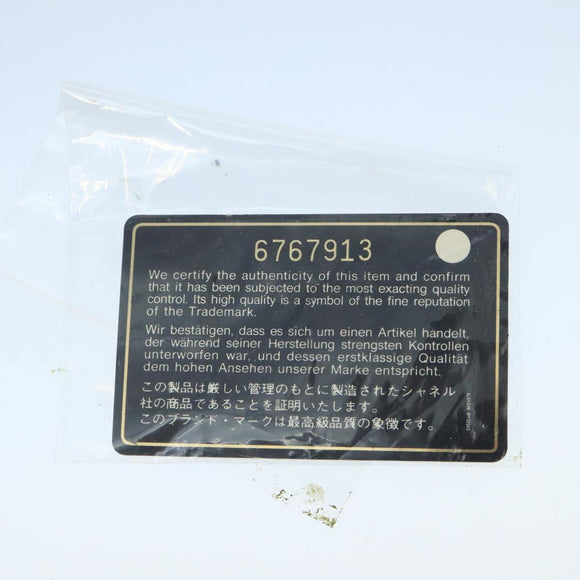 6767913
We certify the authenticity of this item and confirm
that it has been subjected to the most exacting quality
control. Its high quality is a symbol of the fine reputation
of the Trademark.
Wir bestätigen, dass es sich um einen Artikel handelt,
der während seiner Herstellung strengsten Kontrollen
unterworfen war, und dessen erstklassige Qualität
dem hohen Ansehen unserer Marke entspricht.
この製品は厳しい管理のもとに製造されたシャネル
社の商品であることを証明いたします。
このブランド・マークは最高級品質の象徴です。